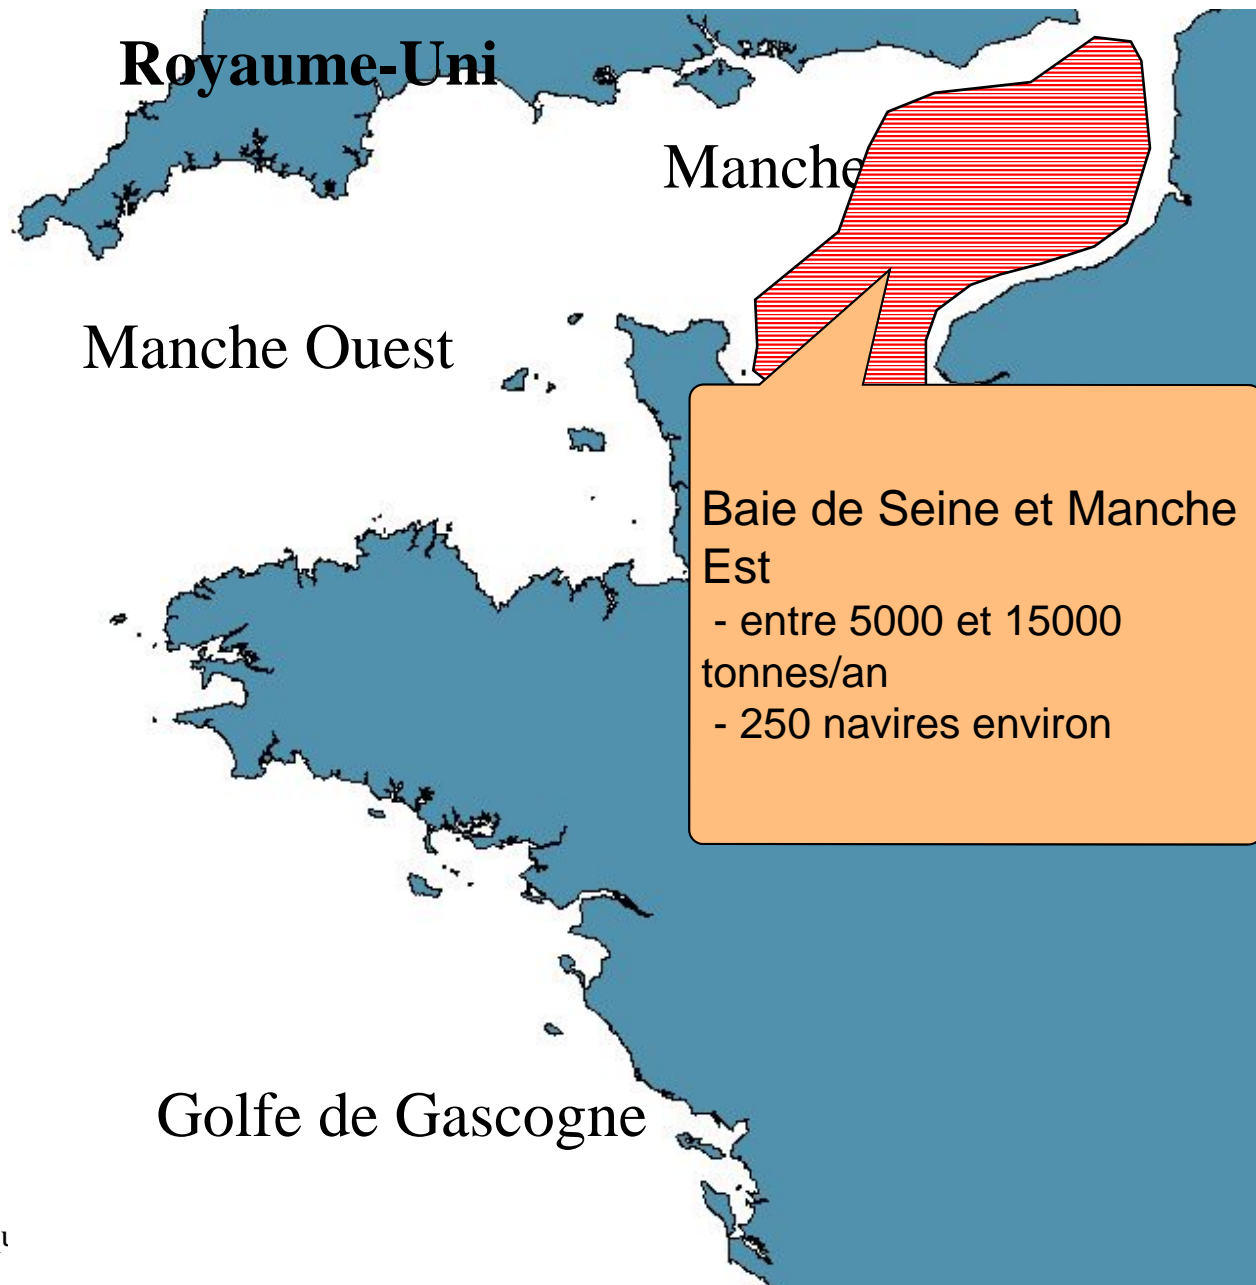 Royaume-Uni
Manche
Manche Ouest
Baie de Seine et Manche
Est
- entre 5000 et 15000
tonnes/an
- 250 navires environ
Golfe de Gascogne